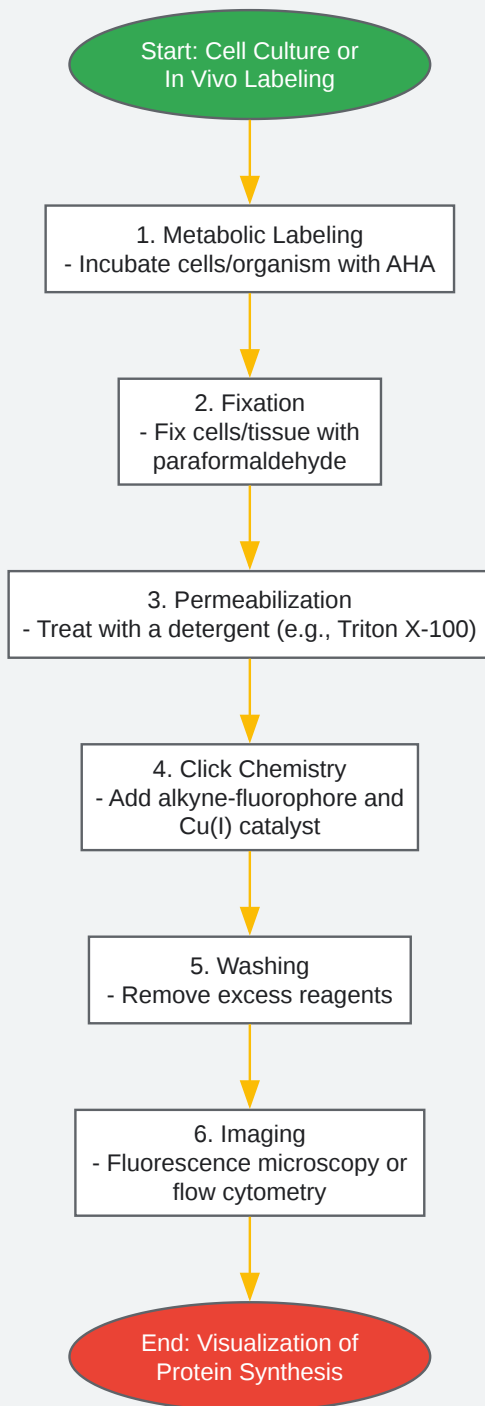 Start: Cell Culture or
In Vivo Labeling
1. Metabolic Labeling
- Incubate cells/organism with AHA
2. Fixation
- Fix cells/tissue with
paraformaldehyde
3. Permeabilization
- Treat with a detergent (e.g., Triton X-100)
4. Click Chemistry
- Add alkyne-fluorophore and
Cu(I) catalyst
5. Washing
- Remove excess reagents
6. Imaging
- Fluorescence microscopy or
flow cytometry
End: Visualization of
Protein Synthesis